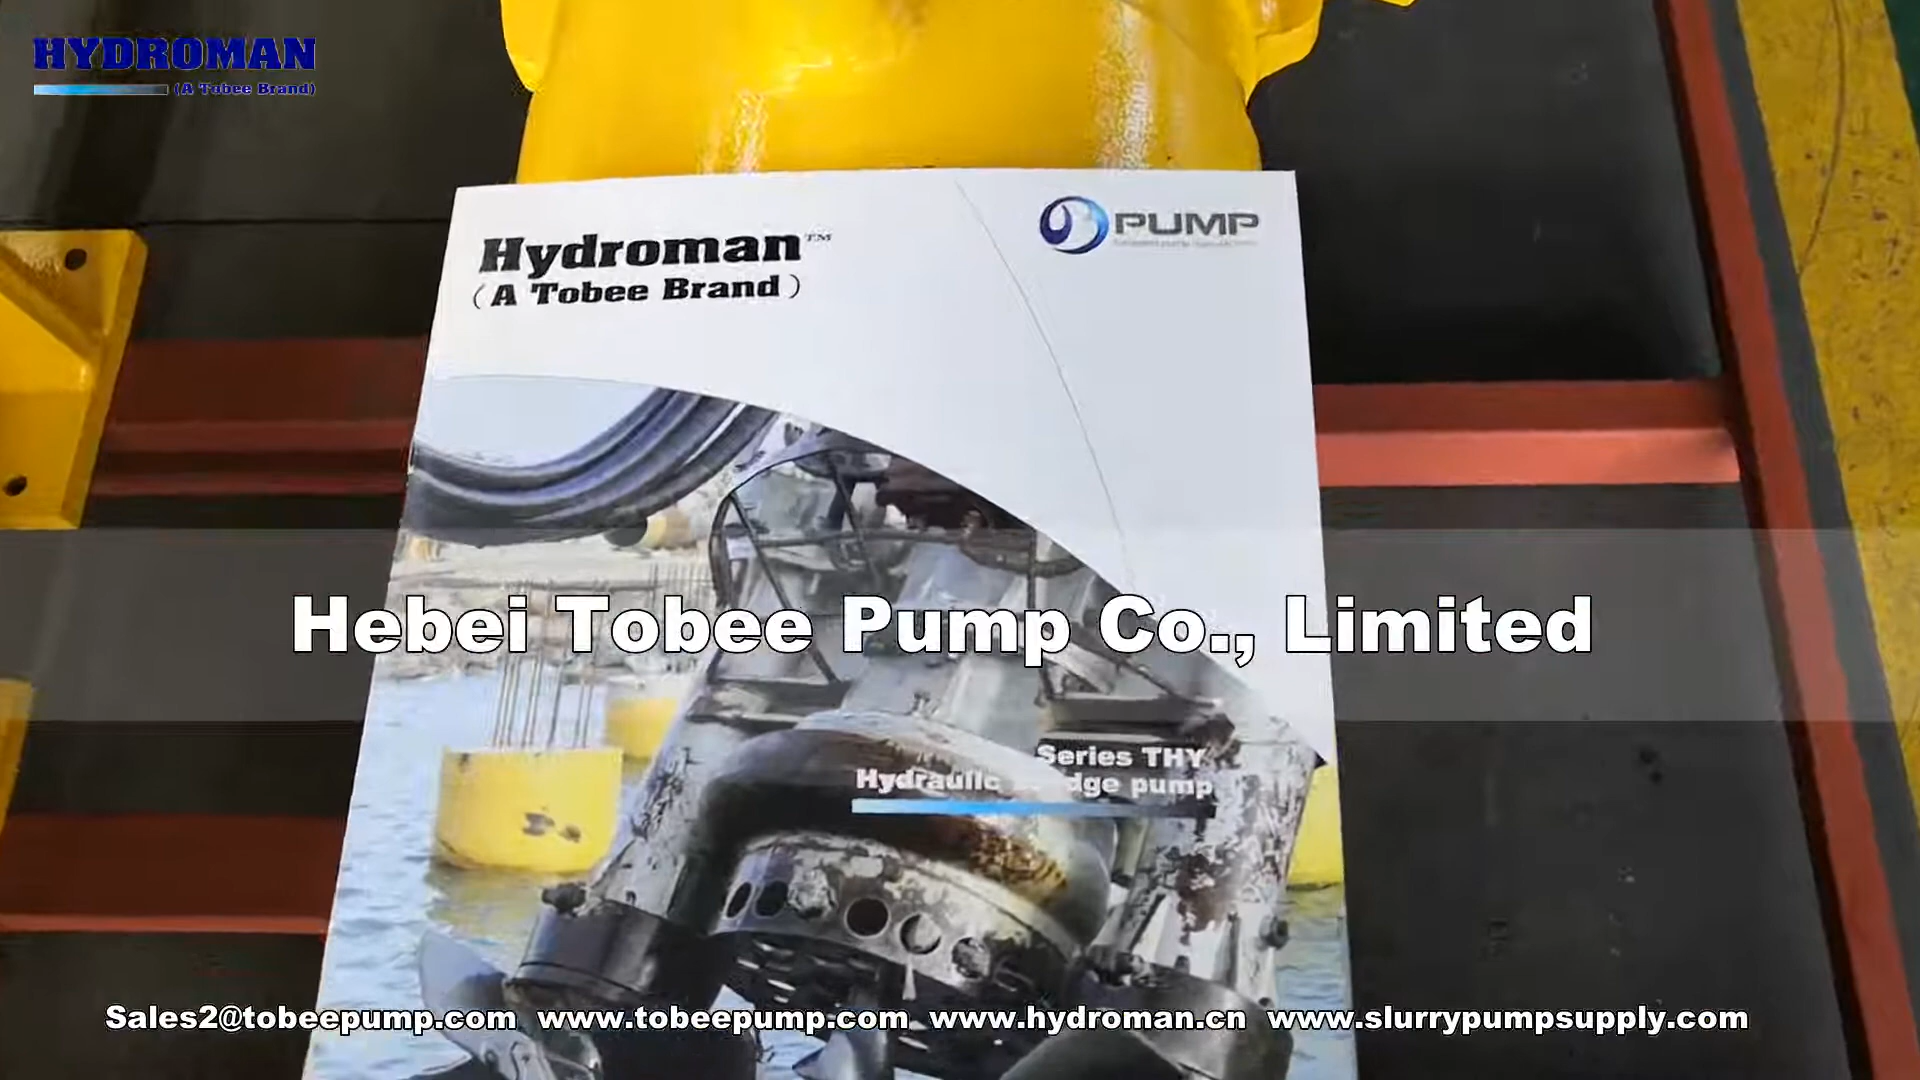 HYDROMAN
(A Tobee Brand)
Hydroman™
(A Tobee Brand)
PUMP
Hebei Tobee Pump Co., Limited
Series THY
Hydraulic dge pump
Sales2@tobeepump.com www.tobeepump.com www.hydroman.cn www.slurrypumpsupply.com